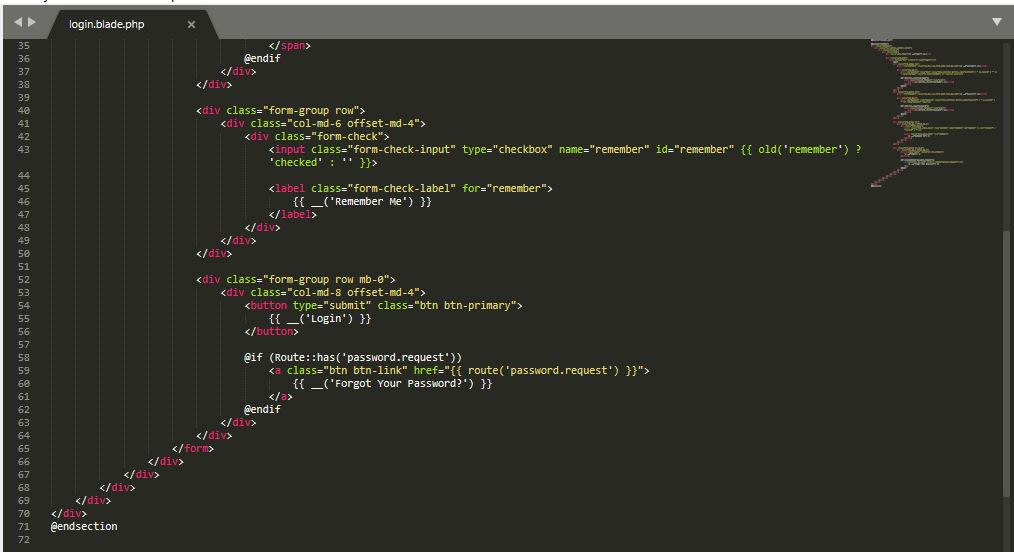 login.blade.php ×
35 </span>
36 @endif
37 </div>
38 </div>
39
40 <div class="form-group row">
41 <div class="col-md-6 offset-md-4">
42 <div class="form-check">
43 <input class="form-check-input" type="checkbox" name="remember" id="remember" {{ old('remember') ?
'checked' : '' }}>
44
45 <label class="form-check-label" for="remember">
46 {{ __('Remember Me') }}
47 </label>
48 </div>
49 </div>
50 </div>
51
52 <div class="form-group row mb-0">
53 <div class="col-md-8 offset-md-4">
54 <button type="submit" class="btn btn-primary">
55 {{ __('Login') }}
56 </button>
57
58 @if (Route::has('password.request'))
59 <a class="btn btn-link" href="{{ route('password.request') }}">
60 {{ __('Forgot Your Password?') }}
61 </a>
62 @endif
63 </div>
64 </div>
65 </form>
66 </div>
67 </div>
68 </div>
69 </div>
70 </div>
71 @endsection
72